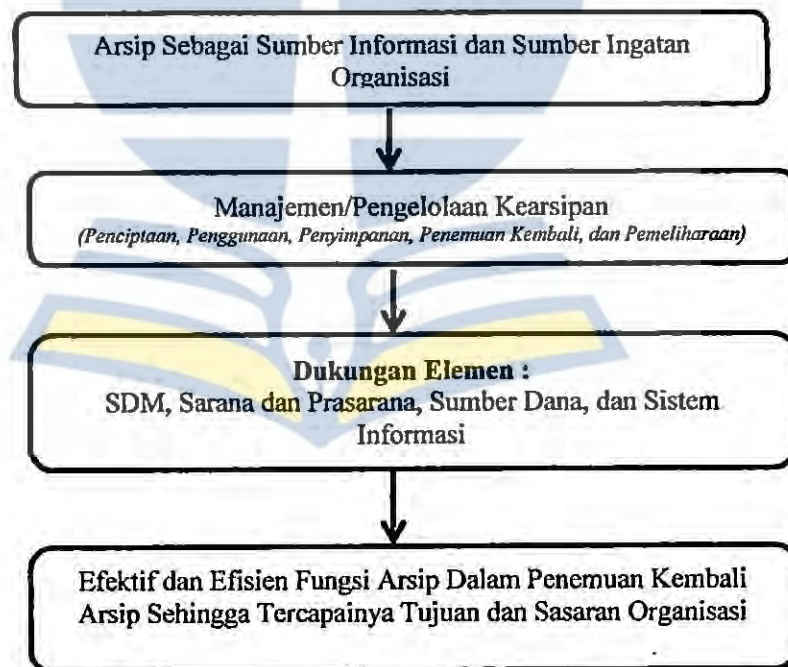 Arsip Sebagai Sumber Informasi dan Sumber Ingatan
Organisasi
Manajemen/Pengelolaan Kearsipan
(Penciptaan, Penggunaan, Penyimpanan, Penemuan Kembali, dan Pemeliharaan)
Dukungan Elemen :
SDM, Sarana dan Prasarana, Sumber Dana, dan Sistem
Informasi
Efektif dan Efisien Fungsi Arsip Dalam Penemuan Kembali
Arsip Sehingga Tercapainya Tujuan dan Sasaran Organisasi